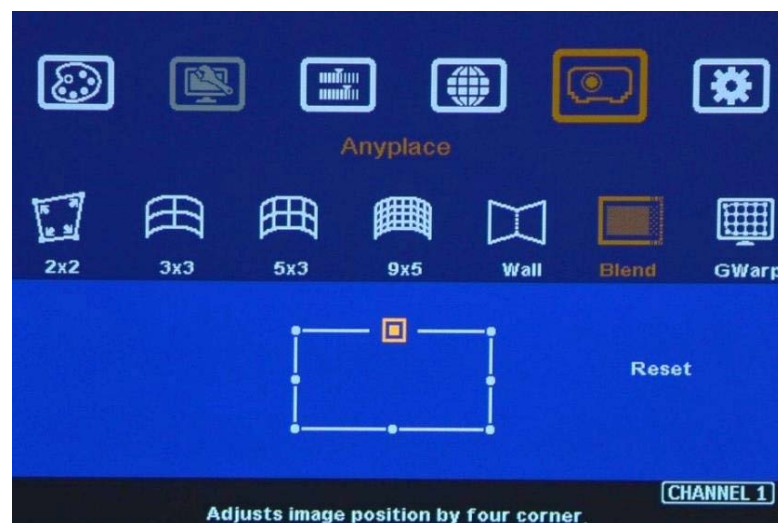 Anyplace
2x2 3x3 5x3 9x5 Wall Blend GWarp
Reset
CHANNEL 1
Adjusts image position by four corner